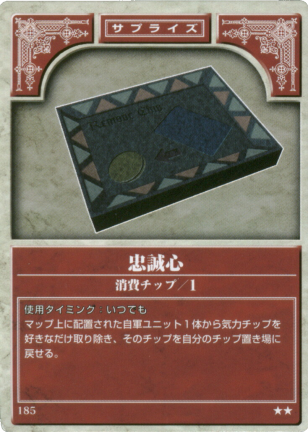 サプライズ
忠誠心
消費チップ/1
使用タイミング-いつでも
マップ上に配置された自軍ユニット1体から気力チップを
好きなだけ取り除き、そのチップを自分のチップ置き場に
戻せる。
185
★★